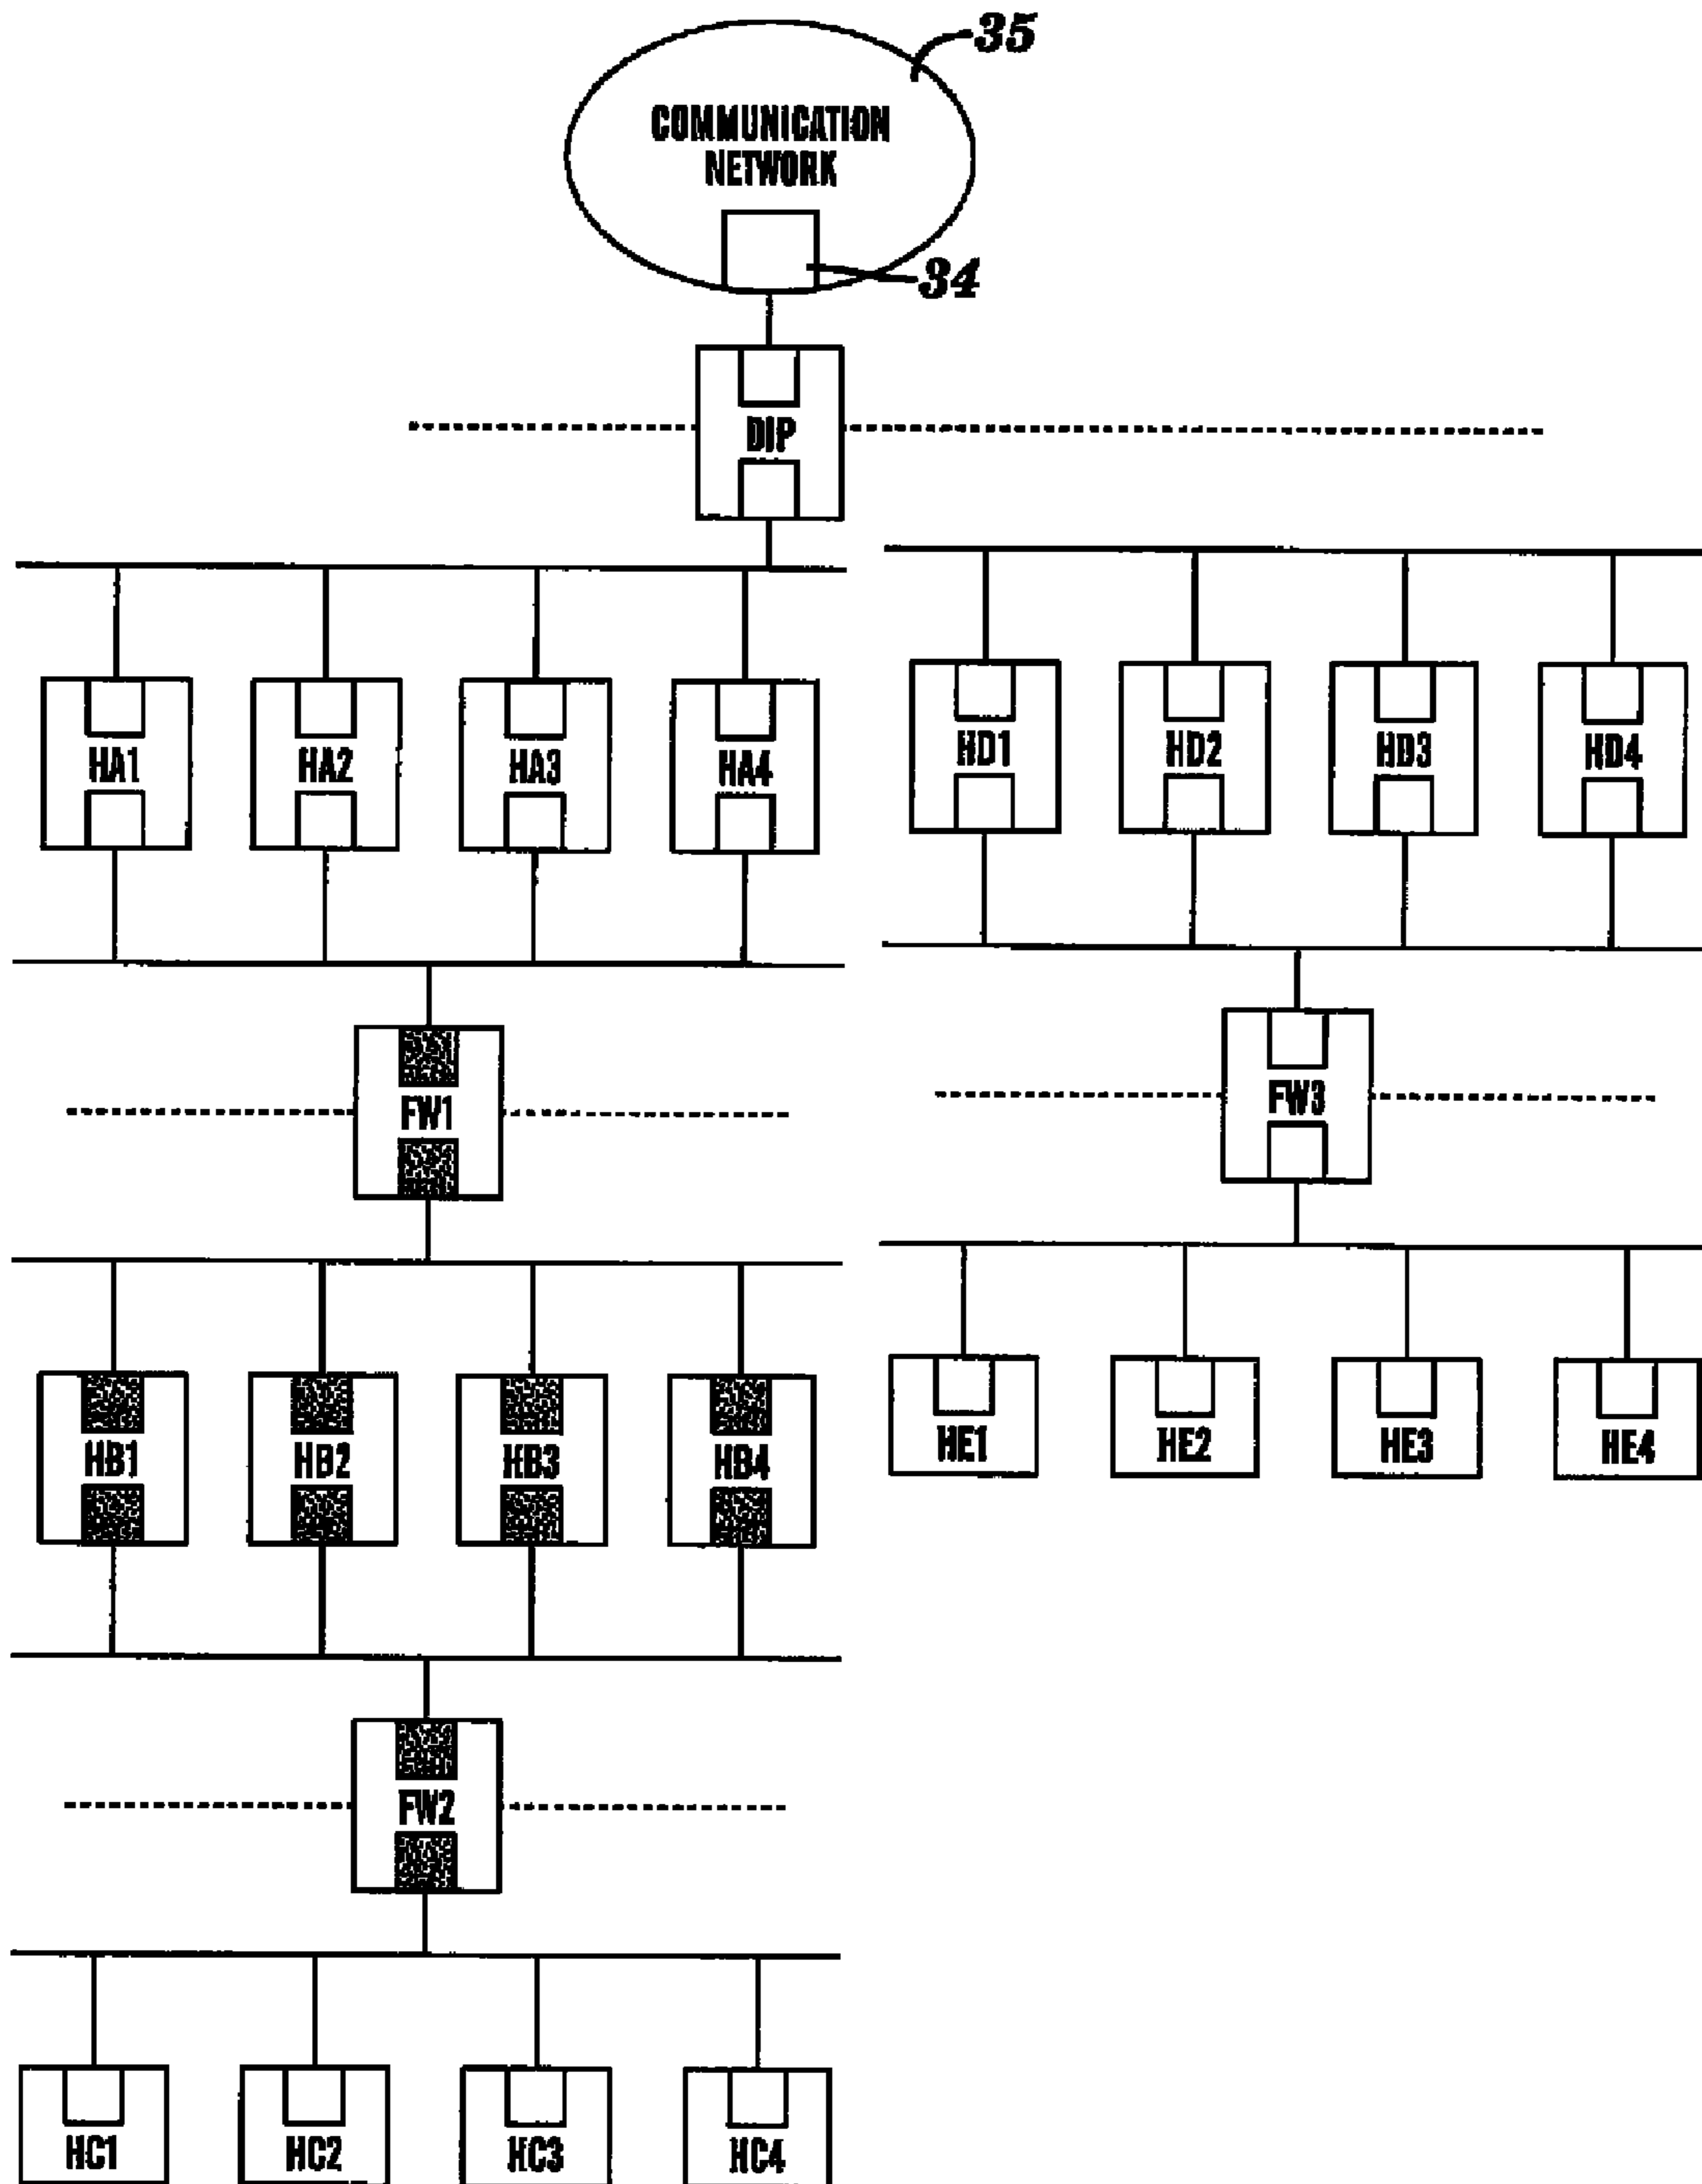 35
COMMUNICATION
NETWORK
34
DIP
HA1
HA2
HA3
HA4
HD1
HD2
HD3
HD4
FW1
FW3
HB1
HB2
HB3
HB4
HE1
HE2
HE3
HE4
FW2
HC1
HC2
HC3
HC4